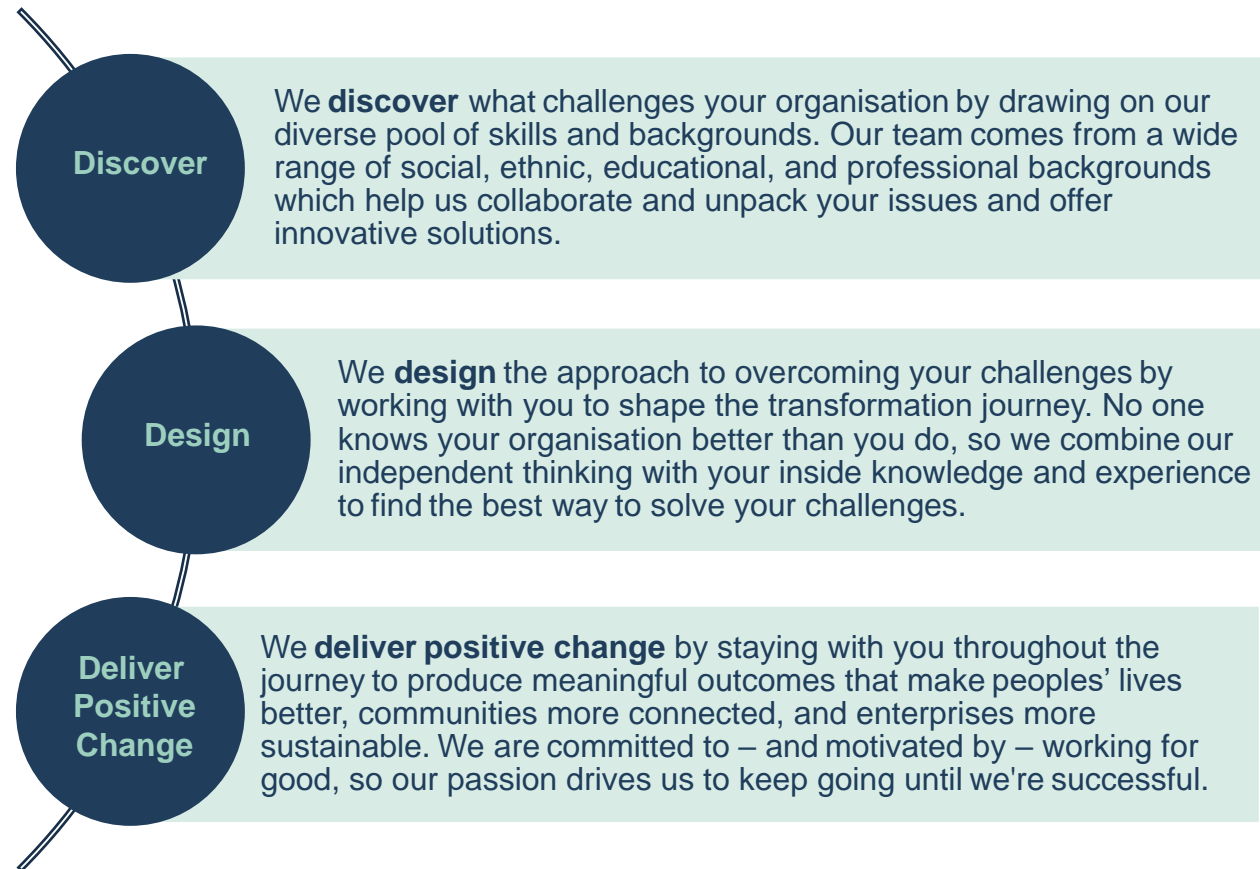 Discover
We discover what challenges your organisation by drawing on our
diverse pool of skills and backgrounds. Our team comes from a wide
range of social, ethnic, educational, and professional backgrounds
which help us collaborate and unpack your issues and offer
innovative solutions.
Design
We design the approach to overcoming your challenges by
working with you to shape the transformation journey. No one
knows your organisation better than you do, so we combine our
independent thinking with your inside knowledge and experience
to find the best way to solve your challenges.
Deliver
Positive
Change
We deliver positive change by staying with you throughout the
journey to produce meaningful outcomes that make peoples’ lives
better, communities more connected, and enterprises more
sustainable. We are committed to – and motivated by – working for
good, so our passion drives us to keep going until we're successful.